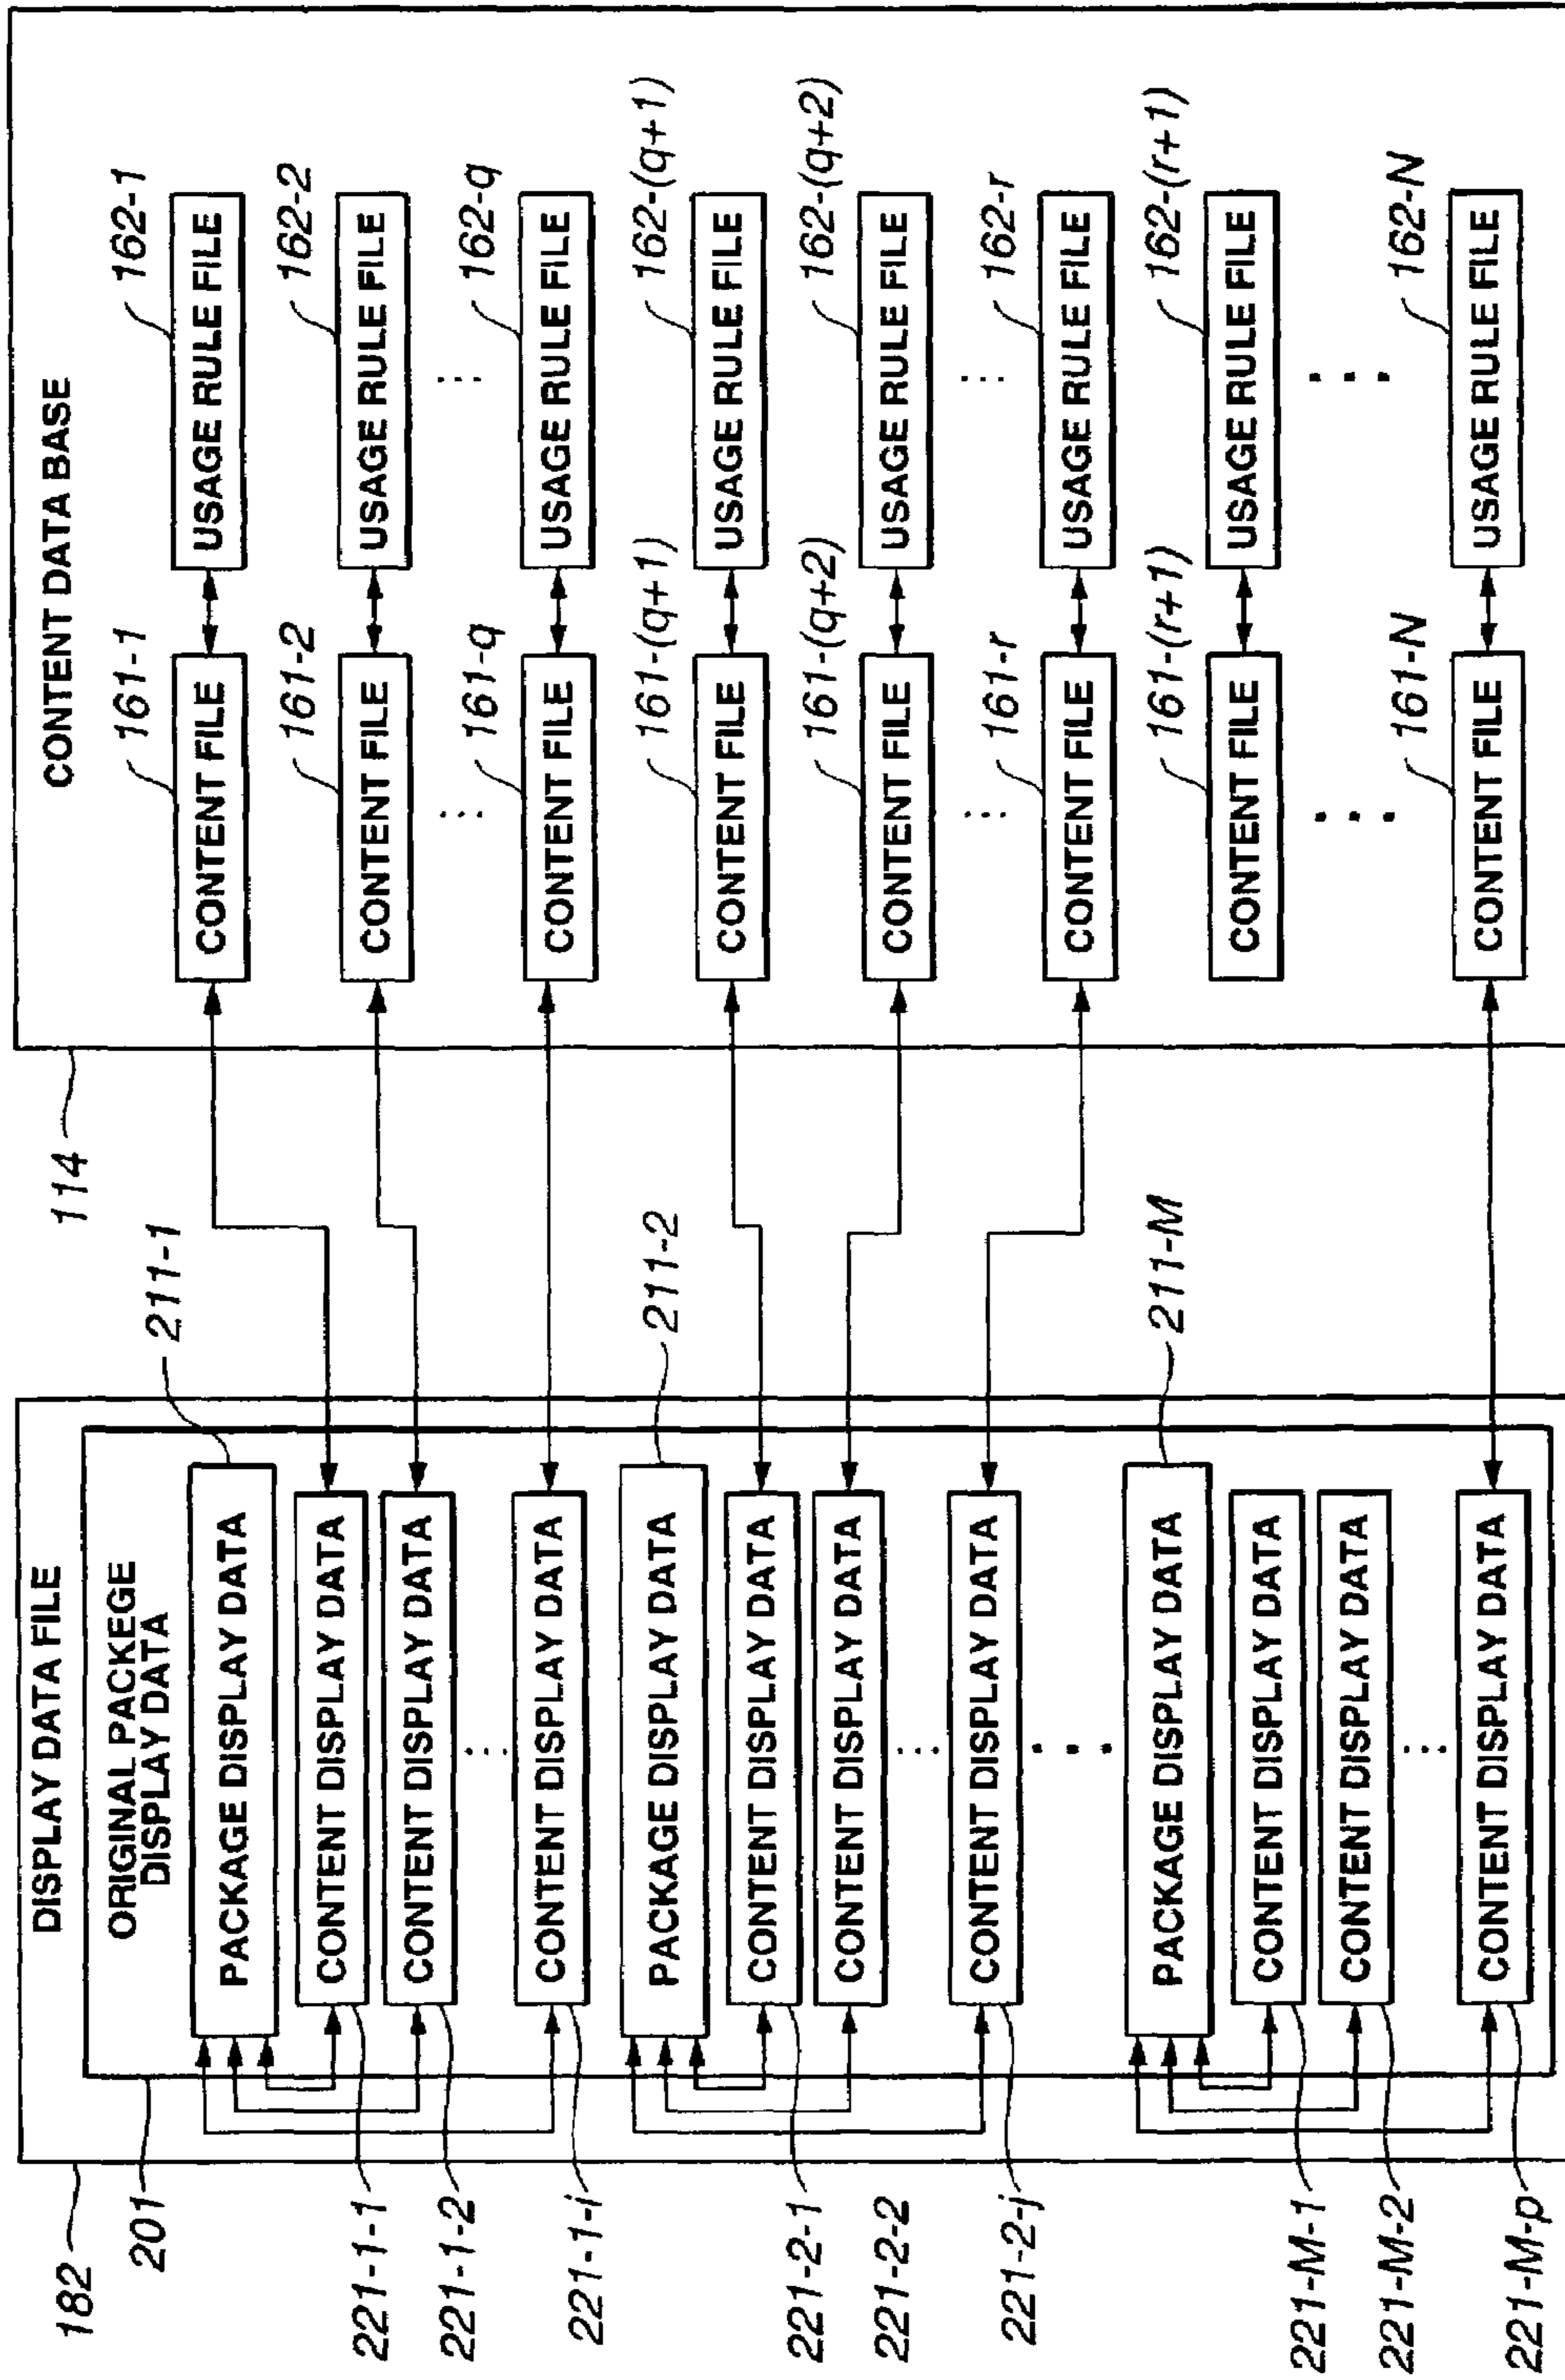 182
DISPLAY DATA FILE
201
ORIGINAL PACKEGE
DISPLAY DATA
PACKAGE DISPLAY DATA
211-1
221-1-1
CONTENT DISPLAY DATA
221-1-2
CONTENT DISPLAY DATA
...
221-1-i
CONTENT DISPLAY DATA
PACKAGE DISPLAY DATA
211-2
221-2-1
CONTENT DISPLAY DATA
221-2-2
CONTENT DISPLAY DATA
...
221-2-j
CONTENT DISPLAY DATA
...
PACKAGE DISPLAY DATA
211-M
221-M-1
CONTENT DISPLAY DATA
221-M-2
CONTENT DISPLAY DATA
...
221-M-p
CONTENT DISPLAY DATA
114
CONTENT DATA BASE
161-1
162-1
CONTENT FILE
USAGE RULE FILE
161-2
162-2
CONTENT FILE
USAGE RULE FILE
...
...
161-q
162-q
CONTENT FILE
USAGE RULE FILE
161-(q+1)
162-(q+1)
CONTENT FILE
USAGE RULE FILE
161-(q+2)
162-(q+2)
CONTENT FILE
USAGE RULE FILE
...
...
161-r
162-r
CONTENT FILE
USAGE RULE FILE
161-(r+1)
162-(r+1)
CONTENT FILE
USAGE RULE FILE
...
...
161-N
162-N
CONTENT FILE
USAGE RULE FILE